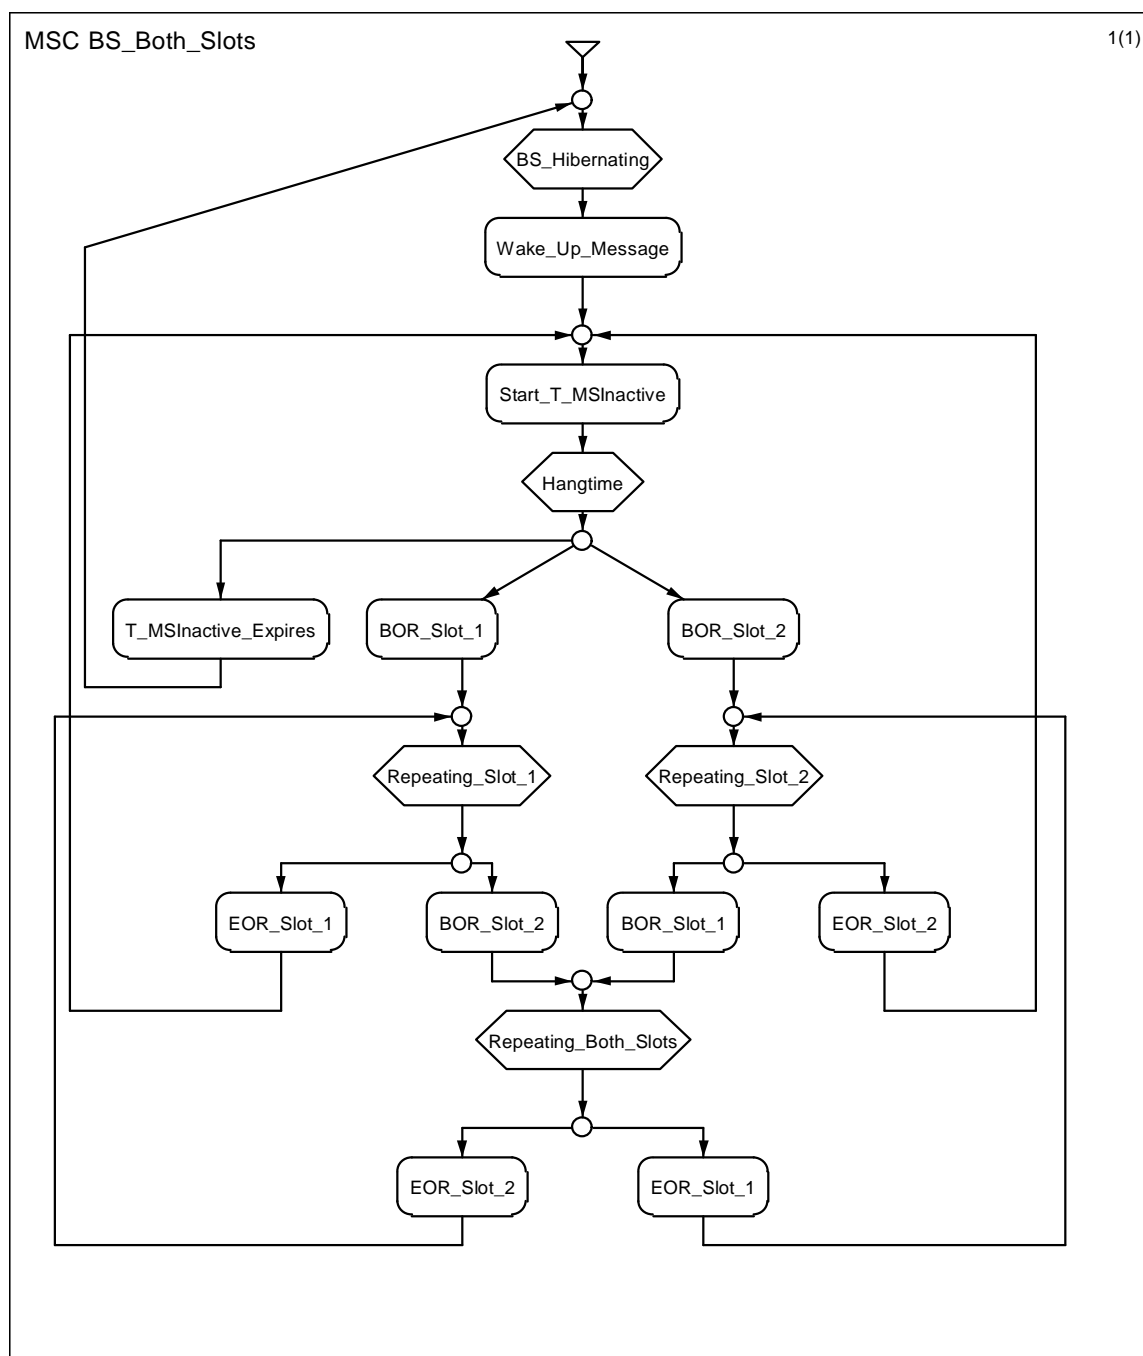 MSC BS_Both_Slots
1(1)
BS_Hibernating
Wake_Up_Message
Start_T_MSInactive
Hangtime
T_MSInactive_Expires
BOR_Slot_1
BOR_Slot_2
Repeating_Slot_1
Repeating_Slot_2
EOR_Slot_1
BOR_Slot_2
BOR_Slot_1
EOR_Slot_2
Repeating_Both_Slots
EOR_Slot_2
EOR_Slot_1